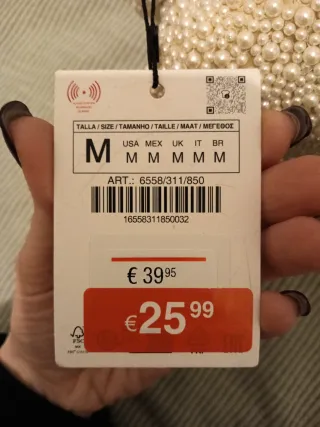 TALLA / SIZE / TAMANHO / TAILLE / MAAT / ΜΕΓΕΘΟΣ
M
USA MEX UK IT BR
M M M M M
ART.: 6558/311/850
16558311850032
€ 39 95
€25 99
FSC